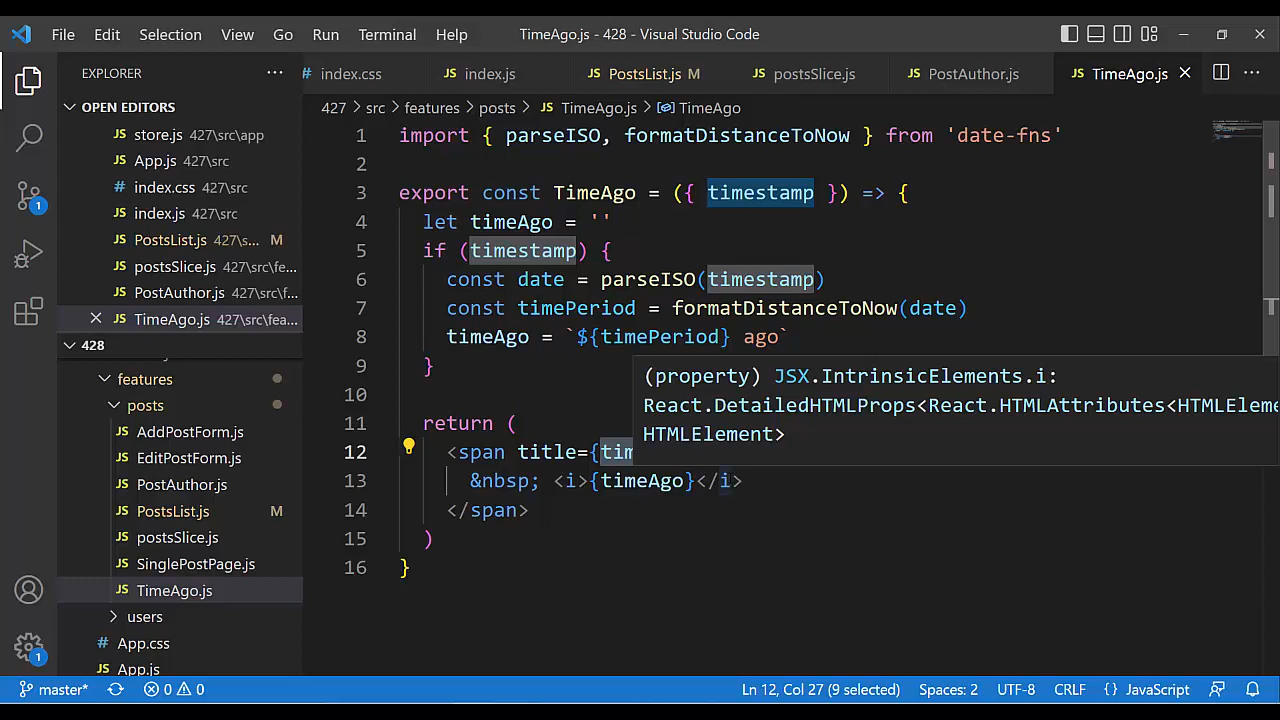 File Edit Selection View Go Run Terminal Help TimeAgo.js - 428 - Visual Studio Code
EXPLORER
index.css index.js PostsList.js M postsSlice.js PostAuthor.js TimeAgo.js
OPEN EDITORS
427 > src > features > posts > TimeAgo.js > TimeAgo
store.js 427\src\app
App.js 427\src
index.css 427\src
index.js 427\src
PostsList.js 427\s... M
postsSlice.js 427\src/fe...
PostAuthor.js 427\src\f...
TimeAgo.js 427\src\fea...
428
features
posts
AddPostForm.js
EditPostForm.js
PostAuthor.js
PostsList.js M
postsSlice.js
SinglePostPage.js
TimeAgo.js
users
App.css
App.js
1 import { parseISO, formatDistanceToNow } from 'date-fns'
2
3 export const TimeAgo = ({ timestamp }) => {
4 let timeAgo = ''
5 if (timestamp) {
6 const date = parseISO(timestamp)
7 const timePeriod = formatDistanceToNow(date)
8 timeAgo = `${timePeriod} ago`
9 }
10
11 return (
12 <span title={tim
13 &nbsp; <i>{timeAgo}</i>
14 </span>
15 )
16 }
(property) JSX.IntrinsicElements.i:
React.DetailedHTMLProps<React.HTMLAttributes<HTMLEleme
HTMLElement>
1
1
master* 0 0 Ln 12, Col 27 (9 selected) Spaces: 2 UTF-8 CRLF {} JavaScript